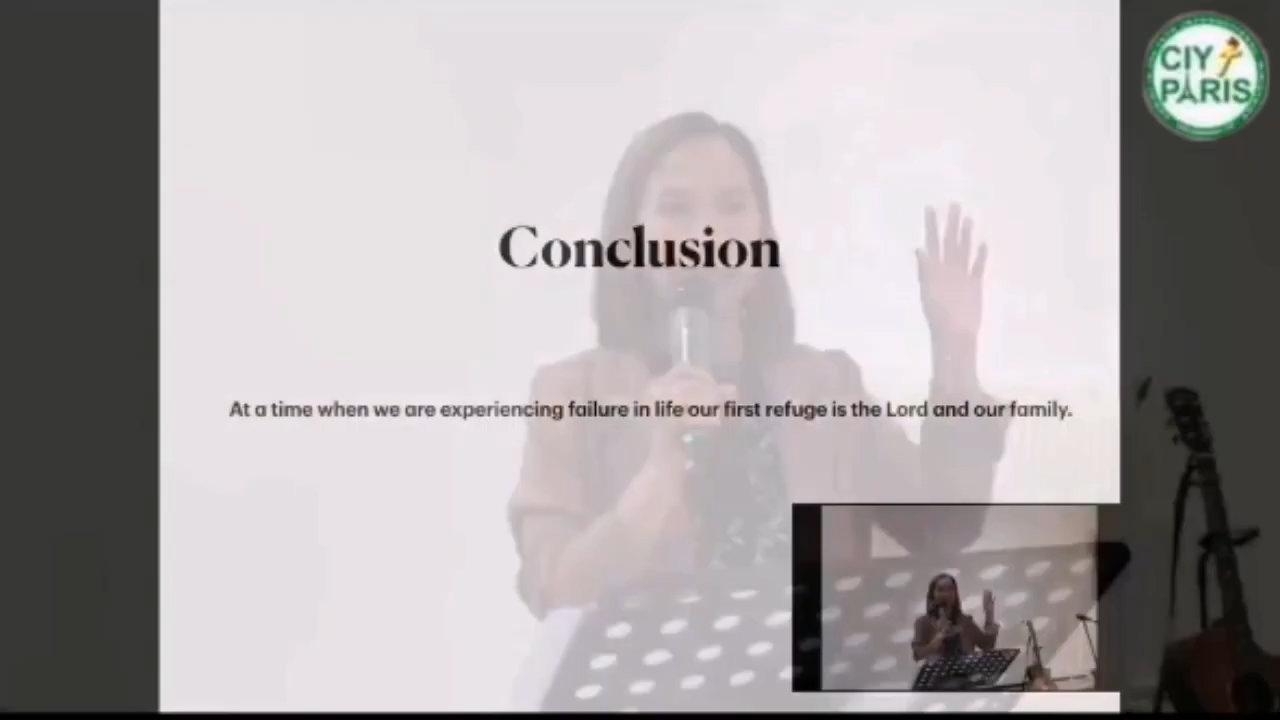 CIY
PARIS
Conclusion
At a time when we are experiencing failure in life our first refuge is the Lord and our family.